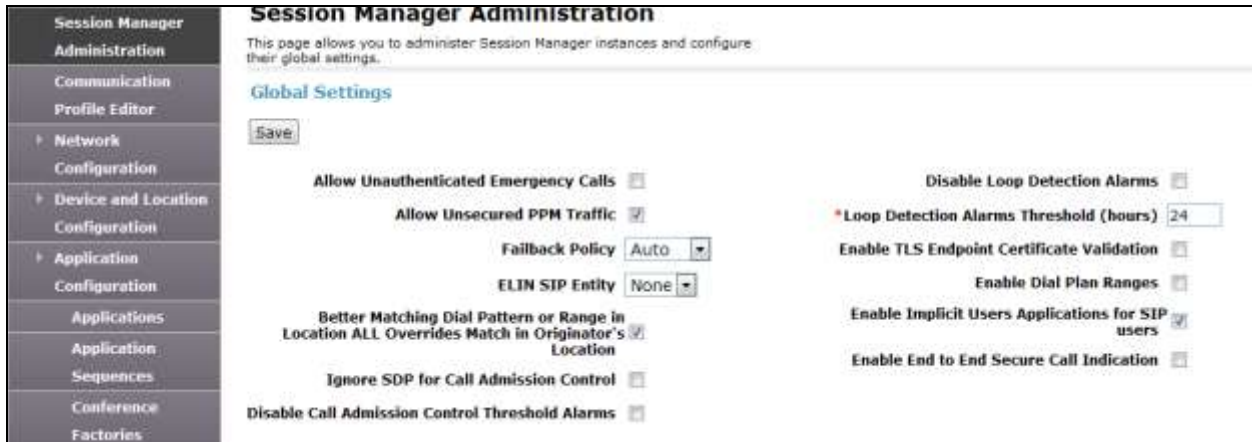 Session Manager
Administration
Communication
Profile Editor
Network
Configuration
Device and Location
Configuration
Application
Configuration
Applications
Application
Sequences
Conference
Factories
Session Manager Administration
This page allows you to administer Session Manager instances and configure
their global settings.
Global Settings
Save
Allow Unauthenticated Emergency Calls
Allow Unsecured PPM Traffic
Failback Policy Auto
ELIN SIP Entity None
Better Matching Dial Pattern or Range in
Location ALL Overrides Match in Originator's
Location
Ignore SDP for Call Admission Control
Disable Call Admission Control Threshold Alarms
Disable Loop Detection Alarms
*Loop Detection Alarms Threshold (hours) 24
Enable TLS Endpoint Certificate Validation
Enable Dial Plan Ranges
Enable Implicit Users Applications for SIP
users
Enable End to End Secure Call Indication